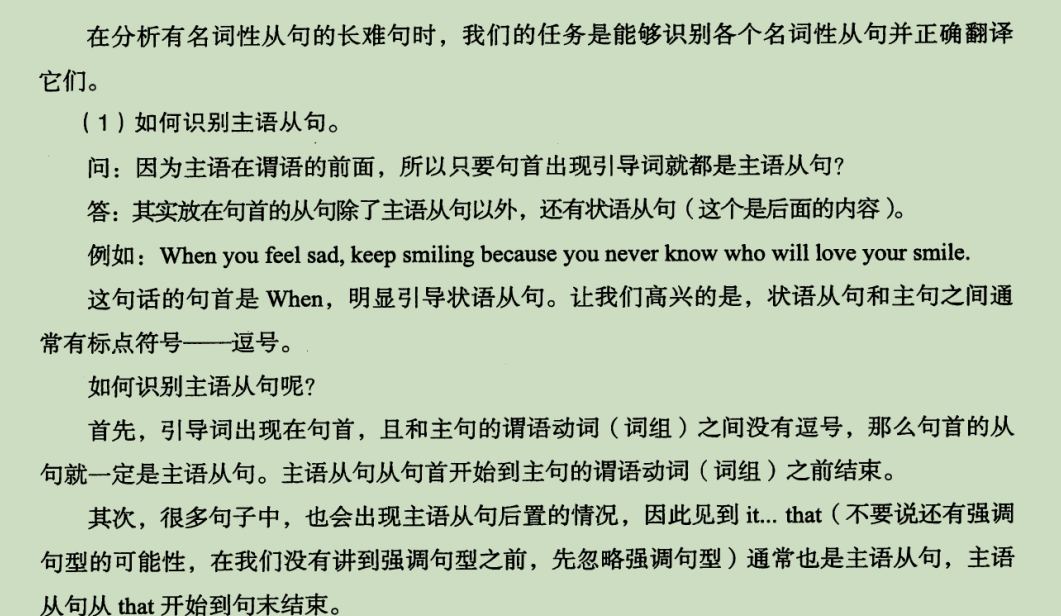 在分析有名词性从句的长难句时，我们的任务是能够识别各个名词性从句并正确翻译
它们。
（1）如何识别主语从句。
问：因为主语在谓语的前面，所以只要句首出现引导词就都是主语从句？
答：其实放在句首的从句除了主语从句以外，还有状语从句（这个是后面的内容）。
例如：When you feel sad, keep smiling because you never know who will love your smile.
这句话的句首是 When，明显引导状语从句。让我们高兴的是，状语从句和主句之间通
常有标点符号——逗号。
如何识别主语从句呢？
首先，引导词出现在句首，且和主句的谓语动词（词组）之间没有逗号，那么句首的从
句就一定是主语从句。主语从句从句首开始到主句的谓语动词（词组）之前结束。
其次，很多句子中，也会出现主语从句后置的情况，因此见到 it... that（不要说还有强调
句型的可能性，在我们没有讲到强调句型之前，先忽略强调句型）通常也是主语从句，主语
从句从 that 开始到句末结束。